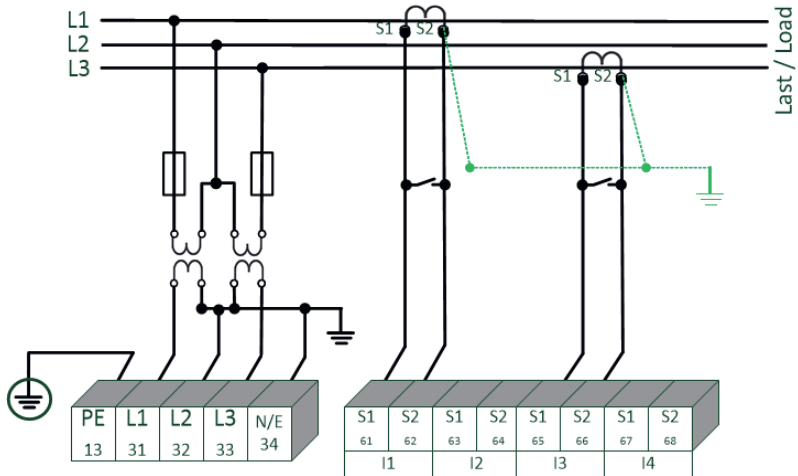 L1
L2
L3
S1 S2
S1 S2
Last / Load
PE L1 L2 L3 N/E
13 31 32 33 34
S1 S2 S1 S2 S1 S2 S1 S2
61 62 63 64 65 66 67 68
I1 I2 I3 I4